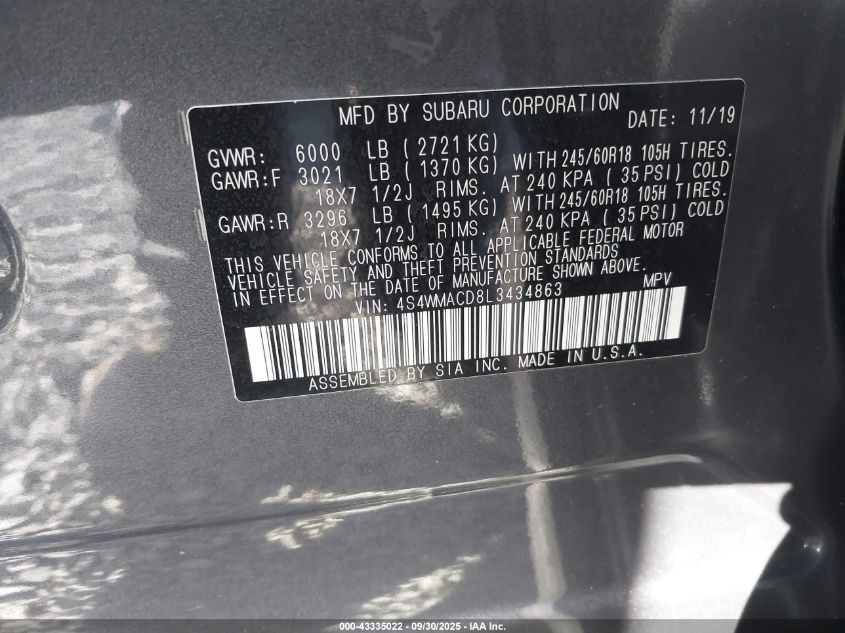 MFD BY SUBARU CORPORATION DATE: 11/19
GVWR: 6000 LB ( 2721 KG)
GAWR:F 3021 LB ( 1370 KG) WITH 245/60R18 105H TIRES.
18X7 1/2J RIMS. AT 240 KPA ( 35 PSI) COLD
GAWR:R 3296 LB ( 1495 KG) WITH 245/60R18 105H TIRES.
18X7 1/2J RIMS. AT 240 KPA ( 35 PSI) COLD
THIS VEHICLE CONFORMS TO ALL APPLICABLE FEDERAL MOTOR
VEHICLE SAFETY AND THEFT PREVENTION STANDARDS
IN EFFECT ON THE DATE OF MANUFACTURE SHOWN ABOVE.
VIN: 4S4WMACD8L3434863 MPV
ASSEMBLED BY SIA INC. MADE IN U.S.A.
000-43335022 - 09/30/2025 - IAA Inc.